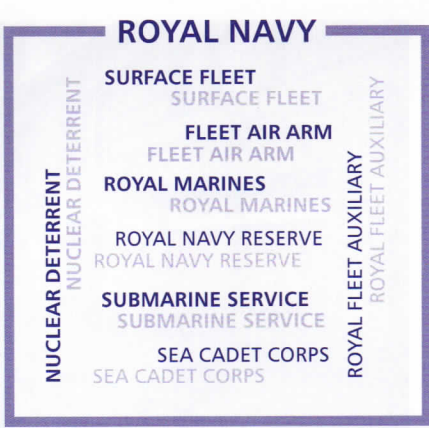 ROYAL NAVY
SURFACE FLEET
SURFACE FLEET
FLEET AIR ARM
FLEET AIR ARM
ROYAL MARINES
ROYAL MARINES
ROYAL NAVY RESERVE
ROYAL NAVY RESERVE
SUBMARINE SERVICE
SUBMARINE SERVICE
SEA CADET CORPS
SEA CADET CORPS
NUCLEAR DETERRENT
NUCLEAR DETERRENT
ROYAL FLEET AUXILIARY
ROYAL FLEET AUXILIARY